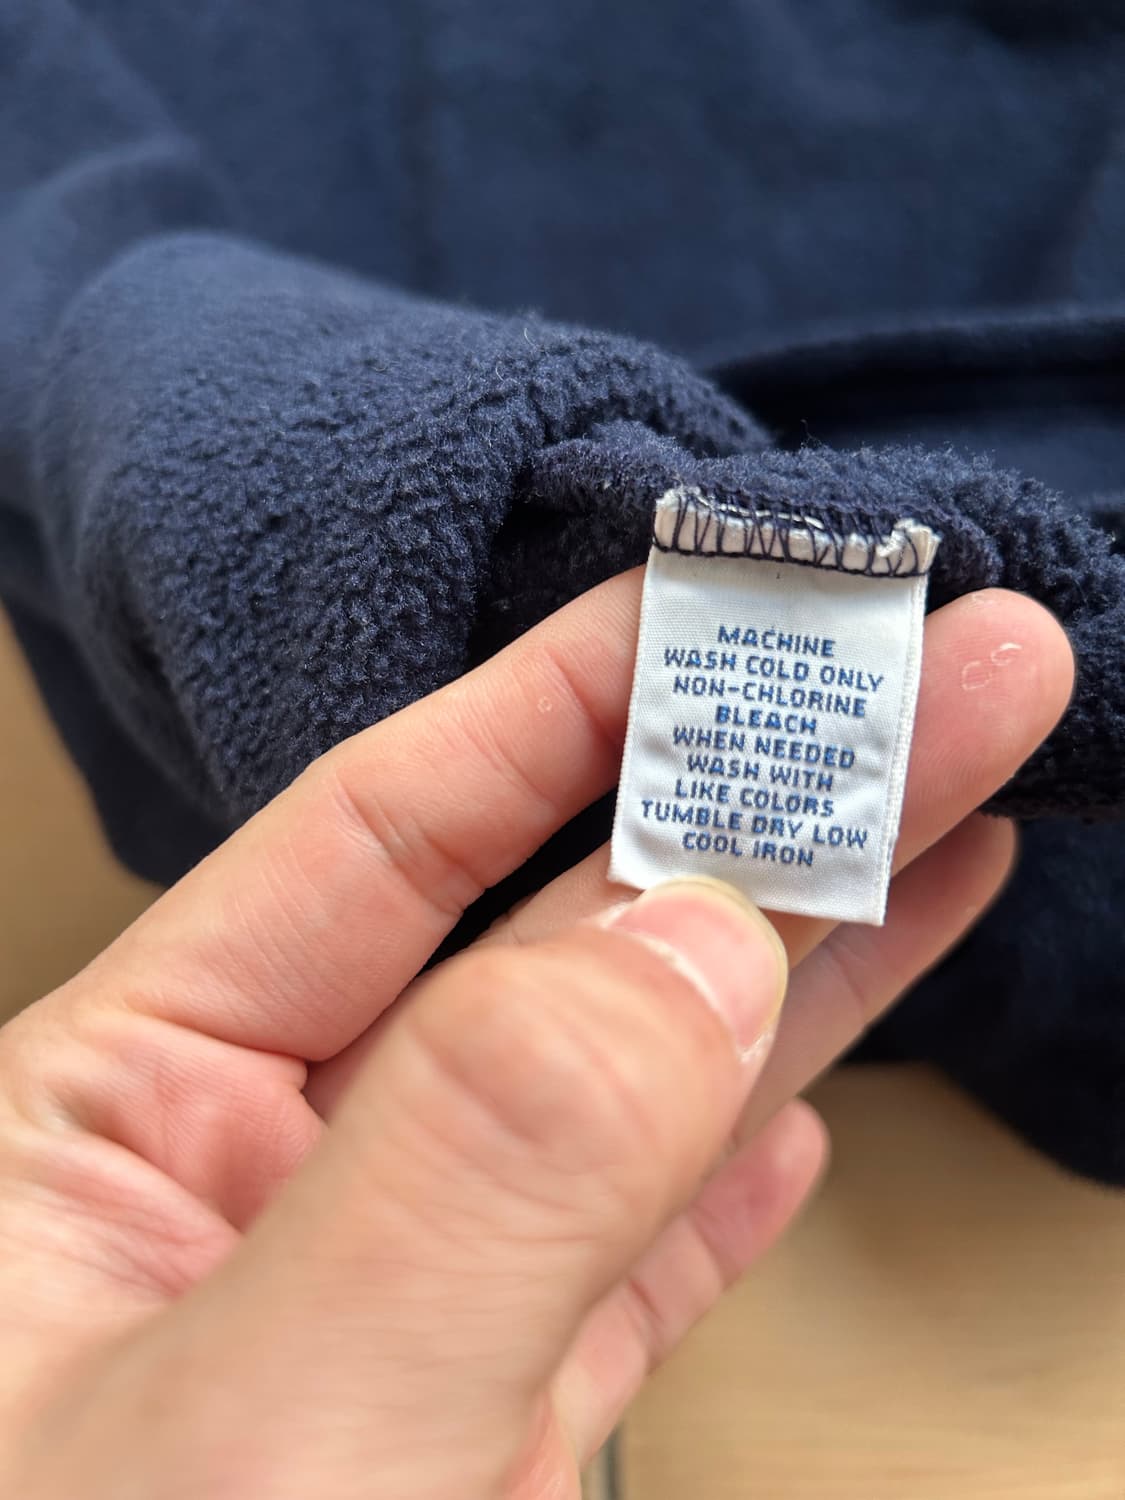 MACHINE
WASH COLD ONLY
NON-CHLORINE
BLEACH
WHEN NEEDED
WASH WITH
LIKE COLORS
TUMBLE DRY LOW
COOL IRON